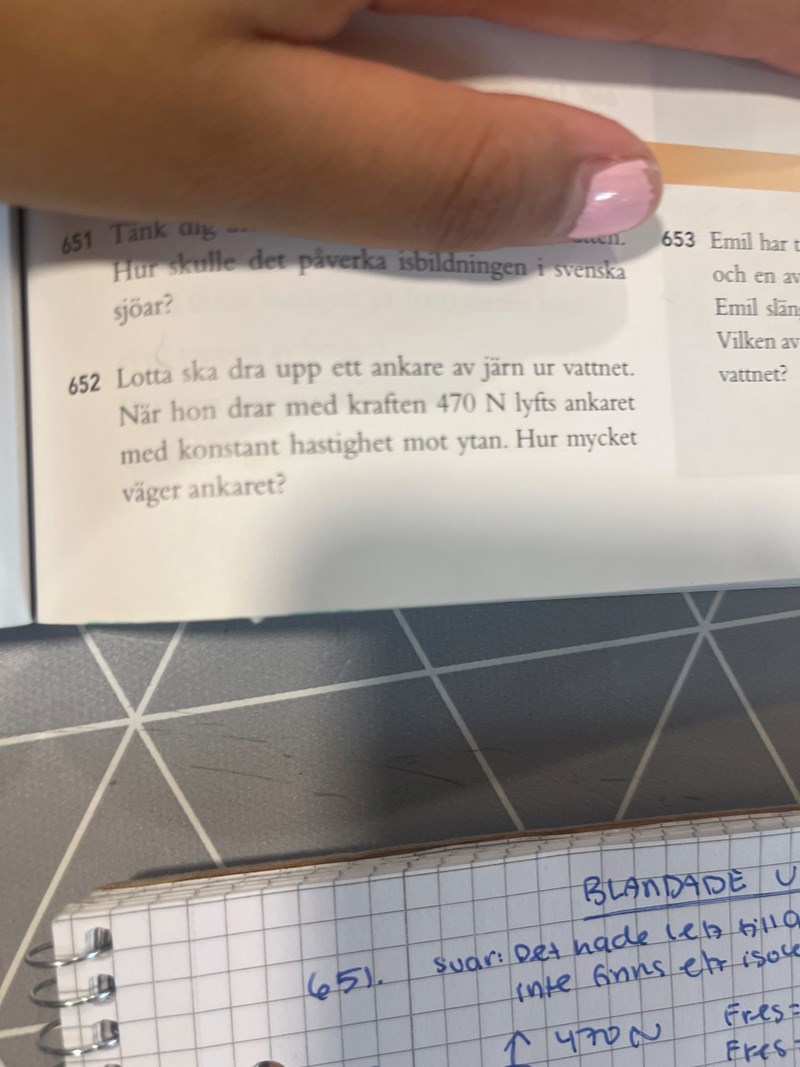 651 Tänk dig
Hur skulle det påverka isbildningen i svenska
sjöar?
652 Lotta ska dra upp ett ankare av järn ur vattnet.
När hon drar med kraften 470 N lyfts ankaret
med konstant hastighet mot ytan. Hur mycket
väger ankaret?
653 Emil har t
och en av
Emil slän
Vilken av
vattnet?
BLANDADE U
651. svar: Det hade
inte finns
↑ 470 N
Fres=
Fres=